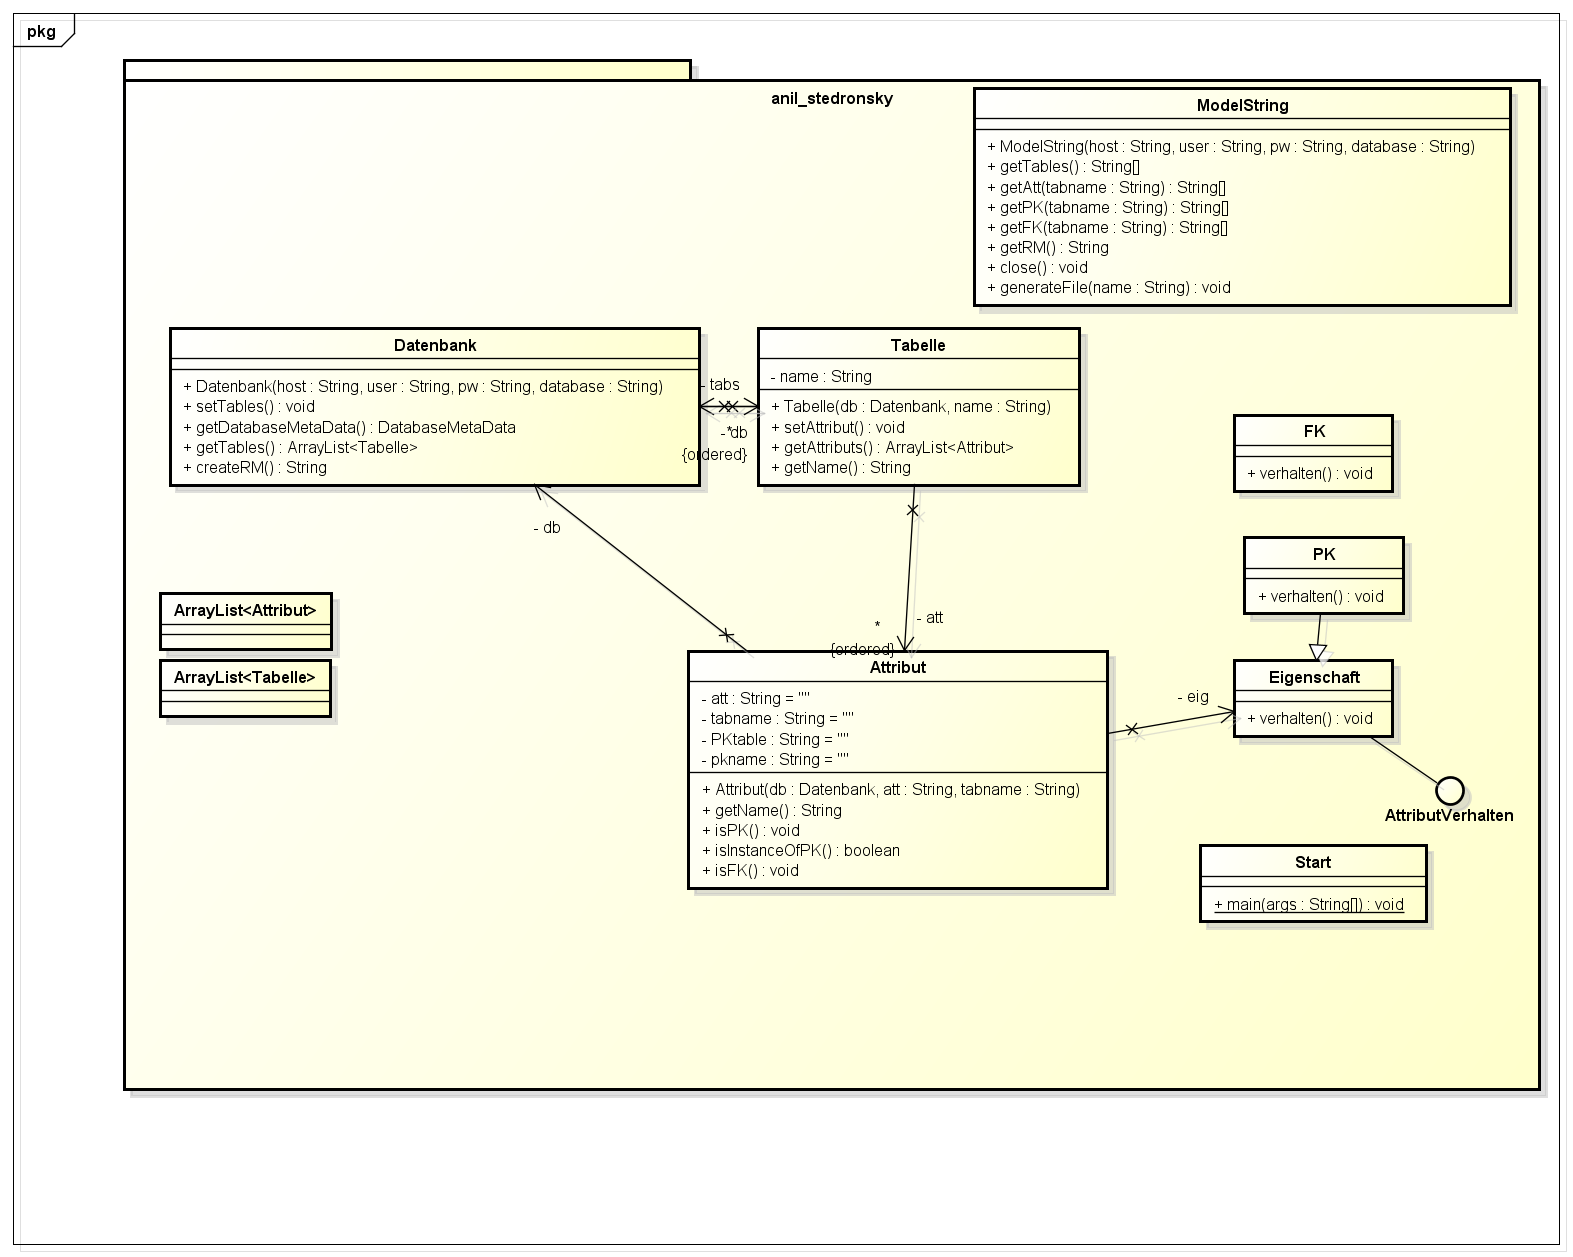 pkg
anil_stedronsky
ModelString
+ ModelString(host : String, user : String, pw : String, database : String)
+ getTables() : String[]
+ getAtt(tabname : String) : String[]
+ getPK(tabname : String) : String[]
+ getFK(tabname : String) : String[]
+ getRM() : String
+ close() : void
+ generateFile(name : String) : void
Datenbank
+ Datenbank(host : String, user : String, pw : String, database : String)
+ setTables() : void
+ getDatabaseMetaData() : DatabaseMetaData
+ getTables() : ArrayList<Tabelle>
+ createRM() : String
- tabs
*
- db
{ordered}
Tabelle
- name : String
+ Tabelle(db : Datenbank, name : String)
+ setAttribut() : void
+ getAttributs() : ArrayList<Attribut>
+ getName() : String
FK
+ verhalten() : void
- db
PK
+ verhalten() : void
ArrayList<Attribut>
ArrayList<Tabelle>
- att
*
{ordered}
Attribut
- att : String = ""
- tabname : String = ""
- PKtable : String = ""
- pkname : String = ""
+ Attribut(db : Datenbank, att : String, tabname : String)
+ getName() : String
+ isPK() : void
+ isInstanceOfPK() : boolean
+ isFK() : void
- eig
Eigenschaft
+ verhalten() : void
AttributVerhalten
Start
+ main(args : String[]) : void